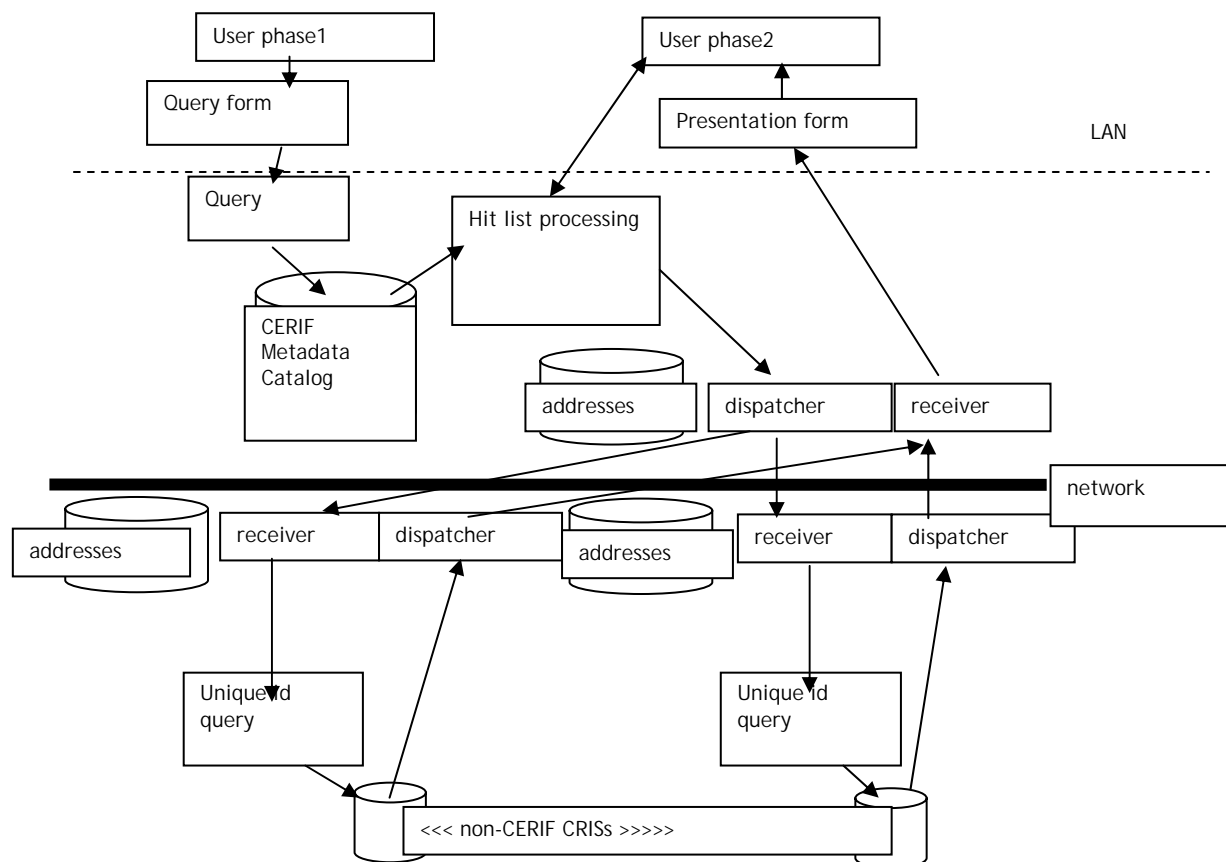 User phase1
User phase2
Query form
Presentation form
LAN
Query
Hit list processing
CERIF
Metadata
Catalog
addresses
dispatcher
receiver
network
addresses
receiver
dispatcher
addresses
receiver
dispatcher
Unique id
query
Unique id
query
<<< non-CERIF CRISs >>>>>